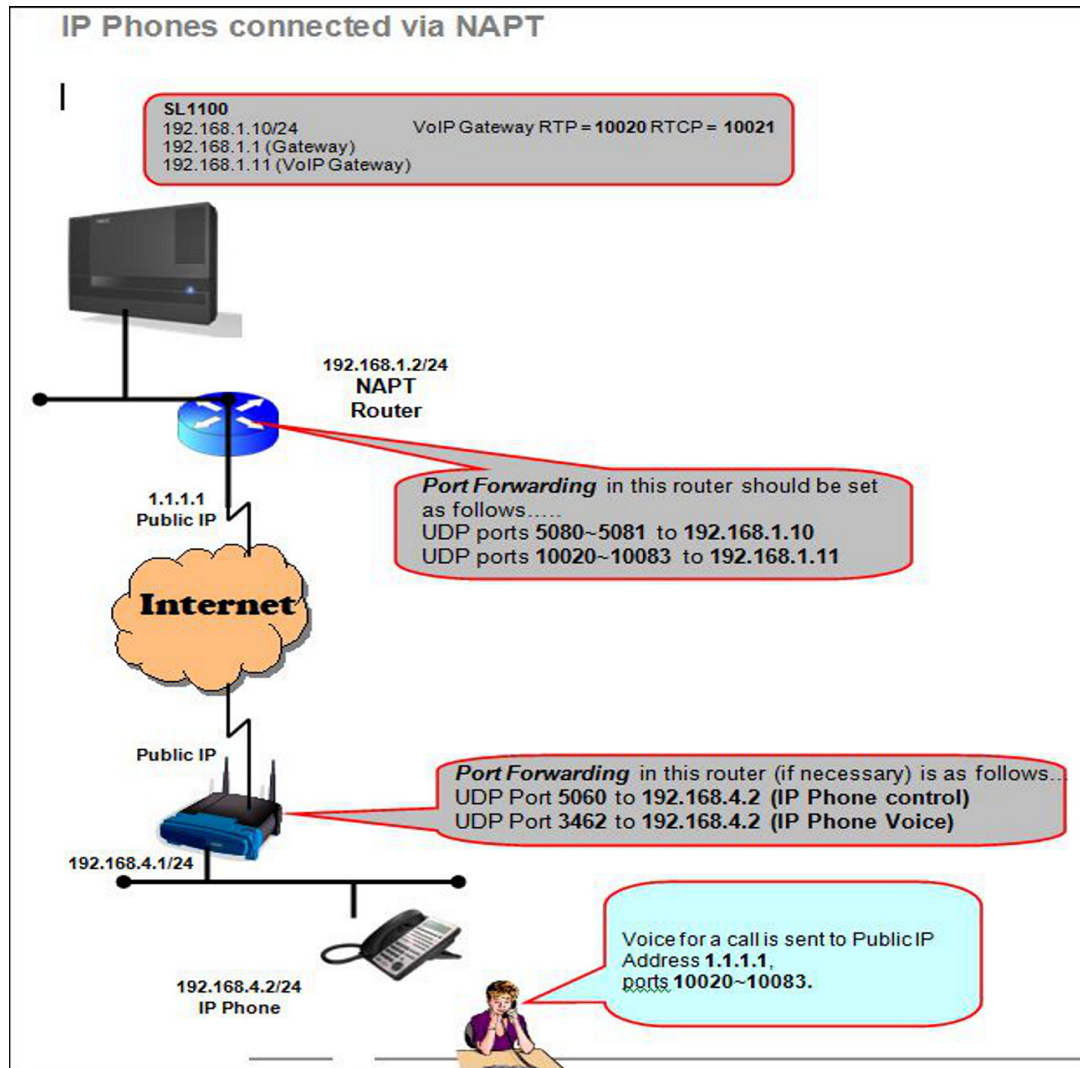 IP Phones connected via NAPT
SL1100
192.168.1.10/24
VoIP Gateway RTP = 10020 RTCP = 10021
192.168.1.1 (Gateway)
192.168.1.11 (VoIP Gateway)
192.168.1.2/24
NAPT
Router
Port Forwarding in this router should be set
as follows.....
UDP ports 5080~5081 to 192.168.1.10
UDP ports 10020~10083 to 192.168.1.11
1.1.1.1
Public IP
Internet
Public IP
Port Forwarding in this router (if necessary) is as follows...
UDP Port 5060 to 192.168.4.2 (IP Phone control)
UDP Port 3462 to 192.168.4.2 (IP Phone Voice)
192.168.4.1/24
Voice for a call is sent to Public IP
Address 1.1.1.1,
ports 10020~10083.
192.168.4.2/24
IP Phone